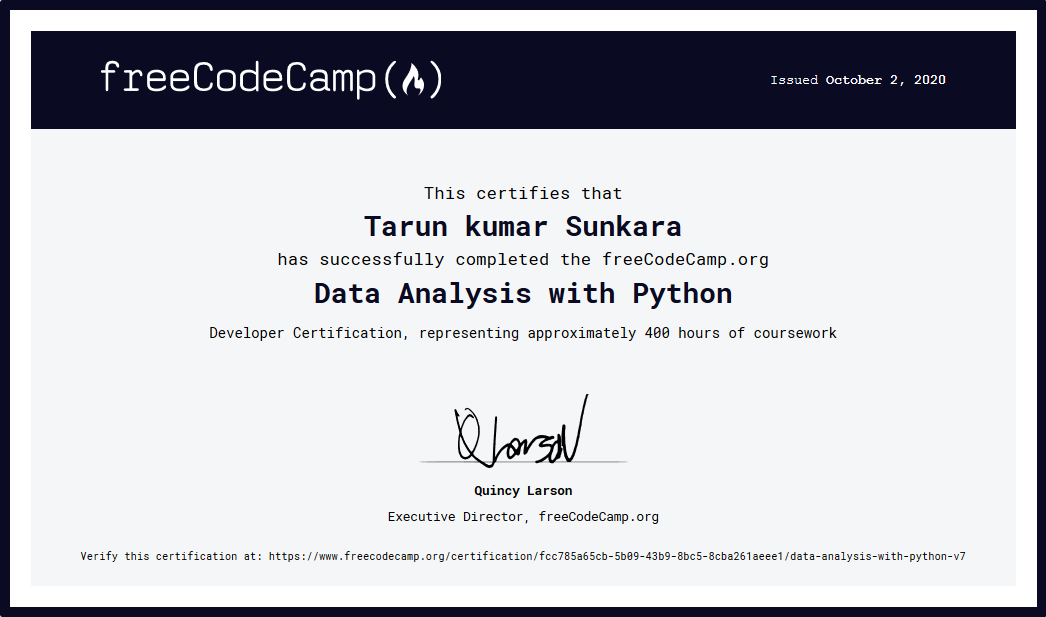 freeCodeCamp
Issued October 2, 2020
This certifies that
Tarun kumar Sunkara
has successfully completed the freeCodeCamp.org
Data Analysis with Python
Developer Certification, representing approximately 400 hours of coursework
Q Larson
Quincy Larson
Executive Director, freeCodeCamp.org
Verify this certification at: https://www.freecodecamp.org/certification/fcc785a65cb-5b09-43b9-8bc5-8cba261aeee1/data-analysis-with-python-v7